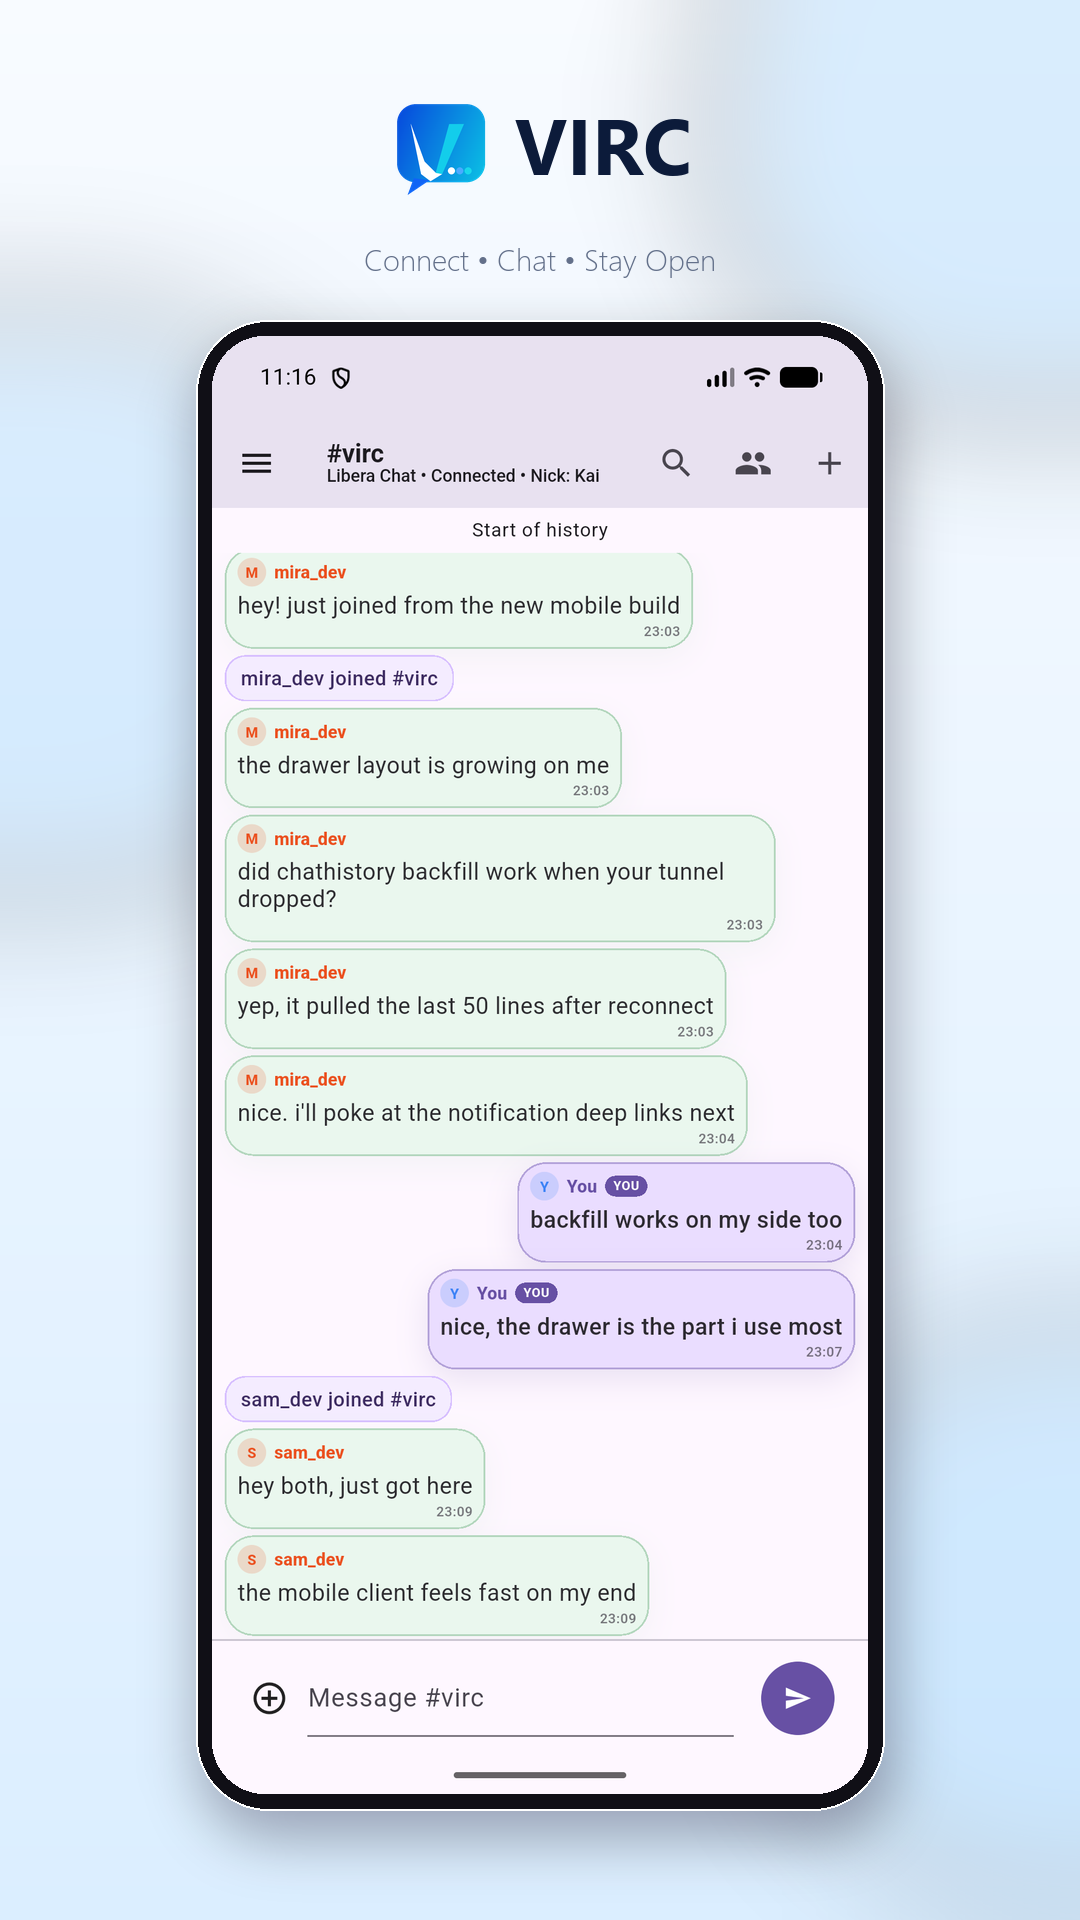 VIRC
Connect • Chat • Stay Open
11:16
#virc
Libera Chat • Connected • Nick: Kai
Start of history
M mira_dev
hey! just joined from the new mobile build
23:03
mira_dev joined #virc
M mira_dev
the drawer layout is growing on me
23:03
M mira_dev
did chathistory backfill work when your tunnel
dropped?
23:03
M mira_dev
yep, it pulled the last 50 lines after reconnect
23:03
M mira_dev
nice. i'll poke at the notification deep links next
23:04
Y You YOU
backfill works on my side too
23:04
Y You YOU
nice, the drawer is the part i use most
23:07
sam_dev joined #virc
S sam_dev
hey both, just got here
23:09
S sam_dev
the mobile client feels fast on my end
23:09
Message #virc